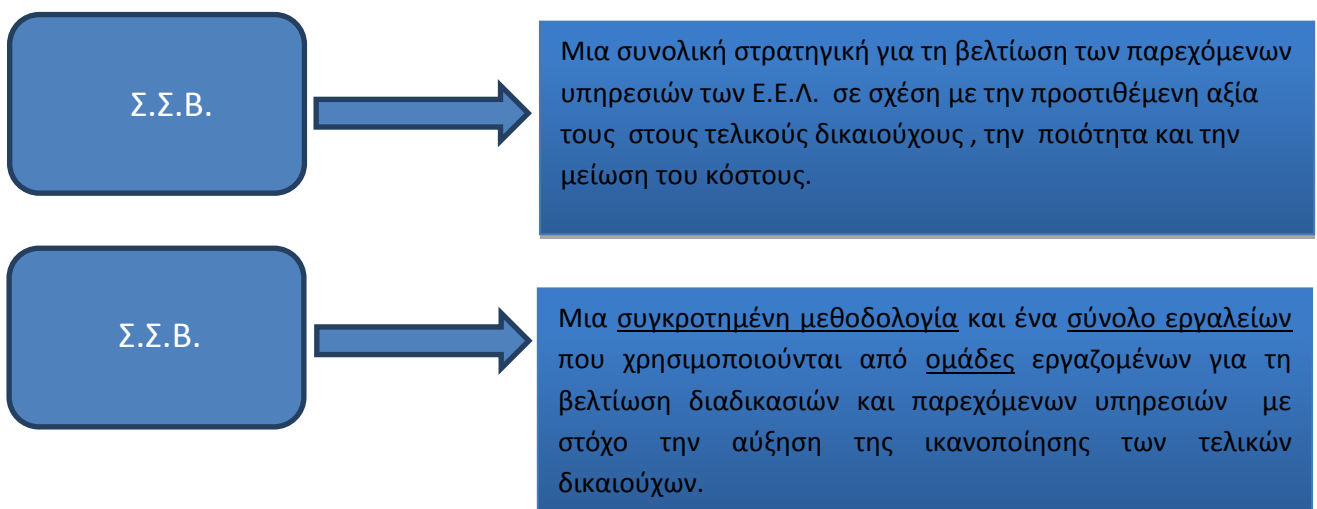 Σ.Σ.Β.
Μια συνολική στρατηγική για τη βελτίωση των παρεχόμενων
υπηρεσιών των Ε.Ε.Λ. σε σχέση με την προστιθέμενη αξία
τους στους τελικούς δικαιούχους , την ποιότητα και την
μείωση του κόστους.
Σ.Σ.Β.
Μια συγκροτημένη μεθοδολογία και ένα σύνολο εργαλείων
που χρησιμοποιούνται από ομάδες εργαζομένων για τη
βελτίωση διαδικασιών και παρεχόμενων υπηρεσιών με
στόχο την αύξηση της ικανοποίησης των τελικών
δικαιούχων.